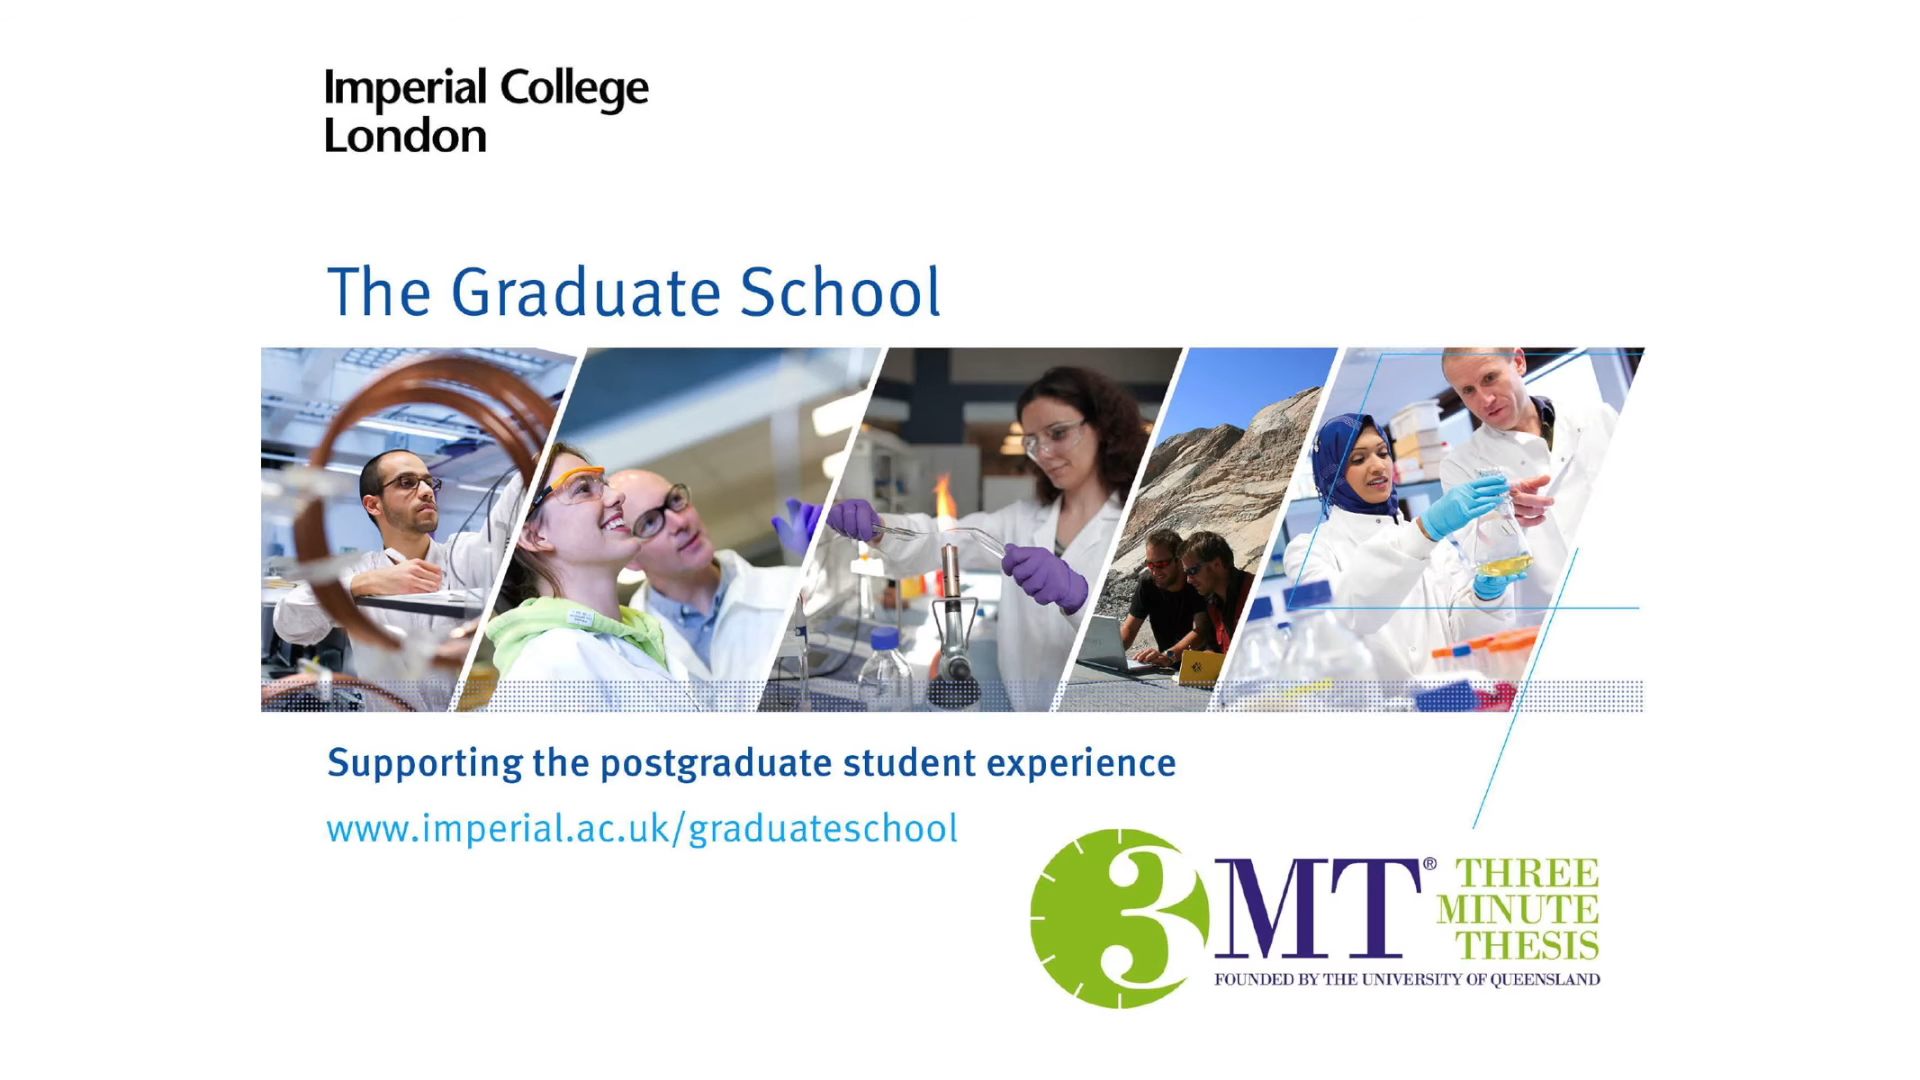 Imperial College
London
The Graduate School
Supporting the postgraduate student experience
www.imperial.ac.uk/graduateschool
3MT® THREE
MINUTE
THESIS
FOUNDED BY THE UNIVERSITY OF QUEENSLAND